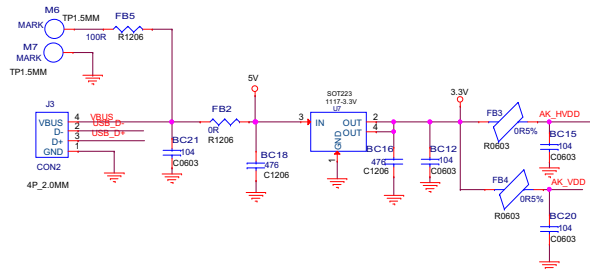 M6
TP1.5MM
MARK
FB5
100R
R1206
M7
MARK
TP1.5MM
J3
VBUS 4 VBUS
D- 2 USB_D-
D+ 3 USB_D+
GND 1
CON2
4P_2.0MM
BC21
104
C0603
FB2
0R
R1206
5V
BC18
476
C1206
SOT223
1117-3.3V
U7
3 IN
OUT 2
OUT 4
GND
1
BC16
476
C1206
BC12
104
C0603
3.3V
FB3
0R5%
R0603
AK_HVDD
BC15
104
C0603
FB4
0R5%
R0603
AK_VDD
BC20
104
C0603